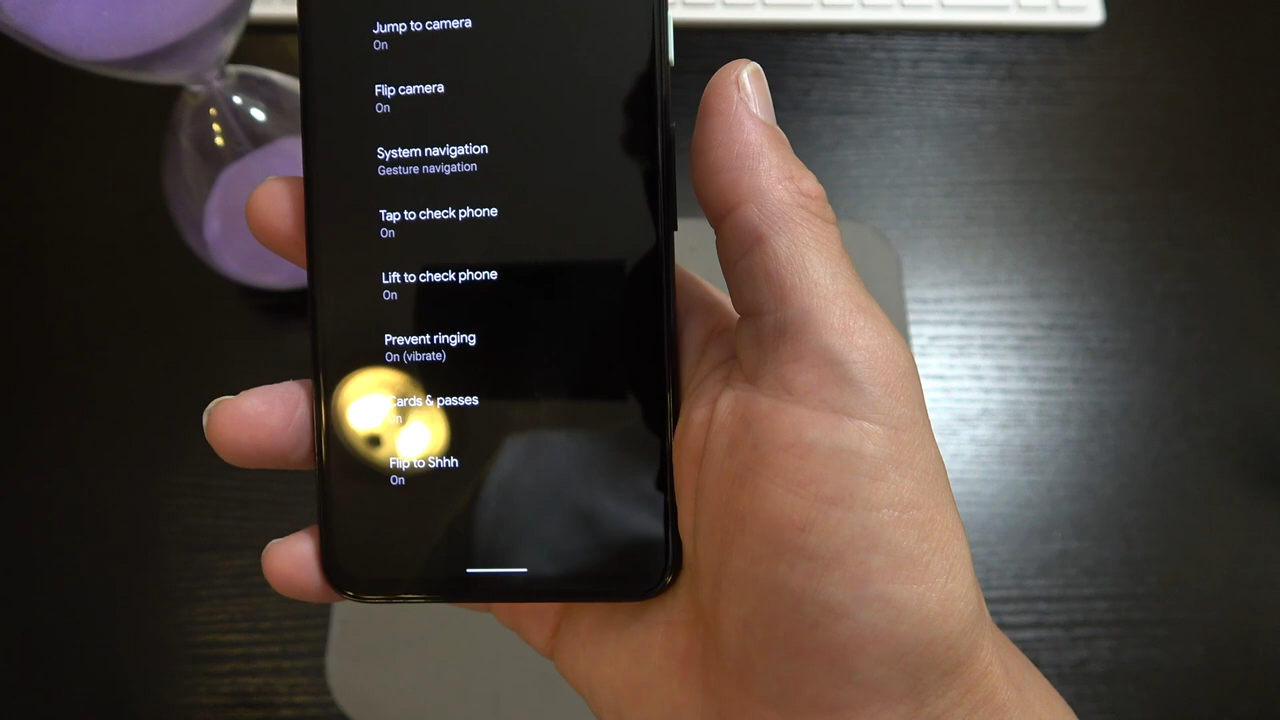 Jump to camera
On
Flip camera
On
System navigation
Gesture navigation
Tap to check phone
On
Lift to check phone
On
Prevent ringing
On (vibrate)
Cards & passes
On
Flip to Shhh
On